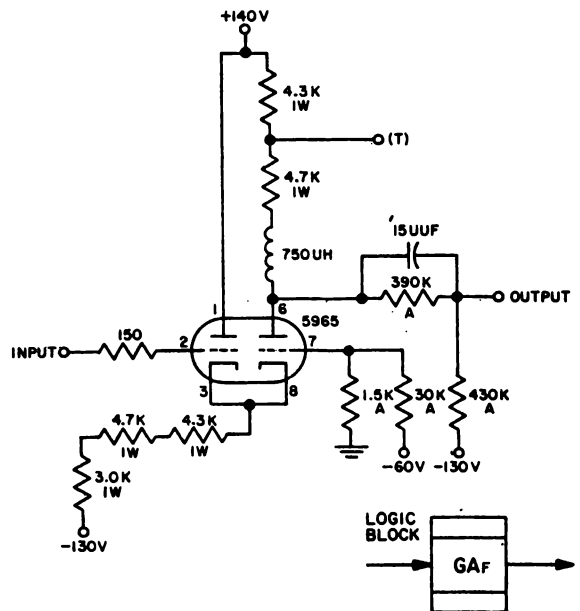 +140V
4.3K
1W
(T)
4.7K
1W
750UH
15UUF
390K
A
OUTPUT
1
6
5965
150
INPUT
2
7
3
8
1.5K
A
30K
A
430K
A
4.7K
1W
4.3K
1W
3.0K
1W
-60V
-130V
-130V
LOGIC
BLOCK
GAF